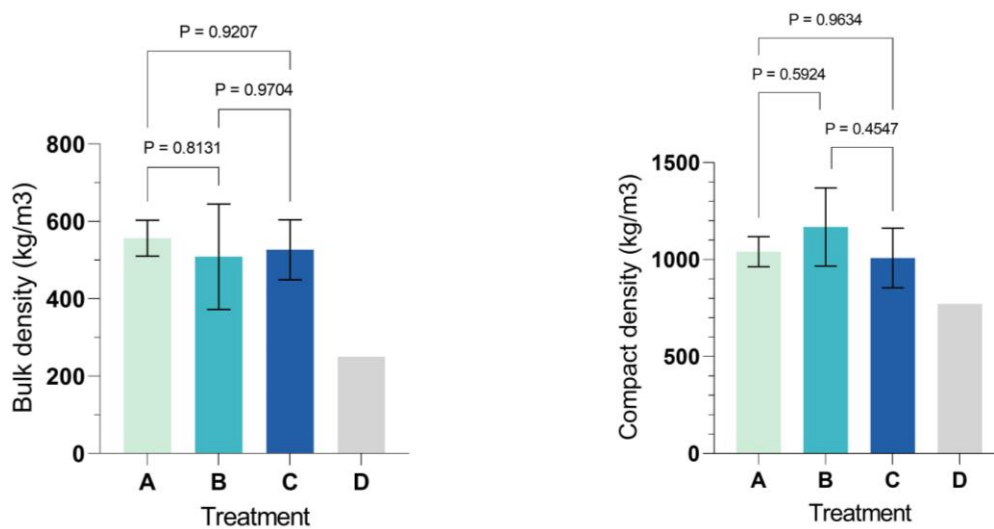 P = 0.9207
P = 0.9704
P = 0.8131
800
600
400
200
0
Bulk density (kg/m3)
A B C D
Treatment
P = 0.9634
P = 0.5924
P = 0.4547
1500
1000
500
0
Compact density (kg/m3)
A B C D
Treatment